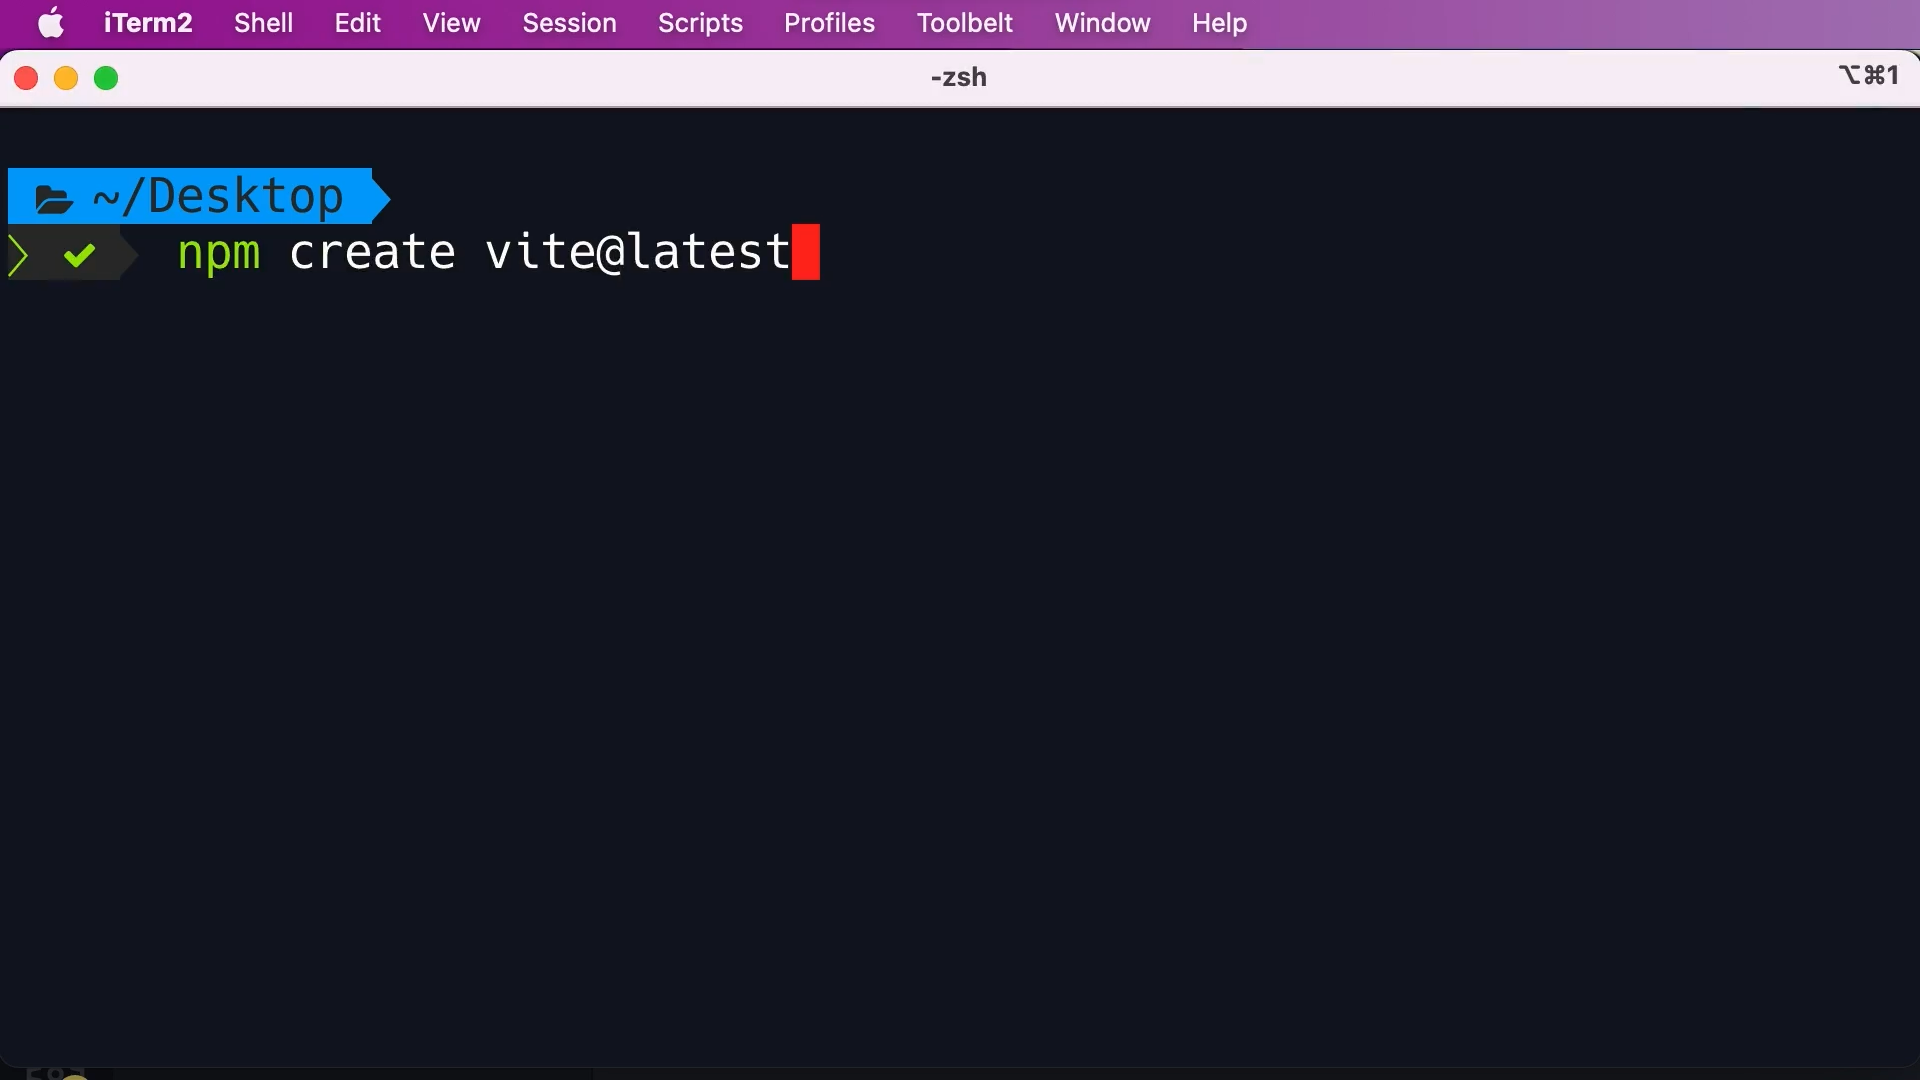 iTerm2 Shell Edit View Session Scripts Profiles Toolbelt Window Help
-zsh ⌥⌘1
~/Desktop
npm create vite@latest